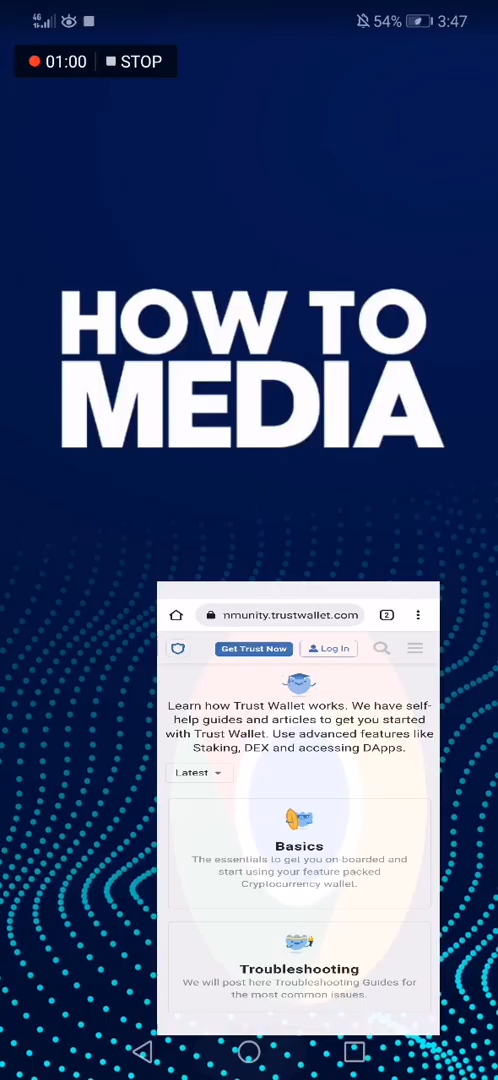 4G
54%
3:47
01:00
STOP
HOW TO
MEDIA
nmunity.trustwallet.com
2
Get Trust Now
Log In
Learn how Trust Wallet works. We have self-
help guides and articles to get you started
with Trust Wallet. Use advanced features like
Staking, DEX and accessing DApps.
Latest
Basics
The essentials to get you on-boarded and
start using your feature packed
Cryptocurrency wallet.
Troubleshooting
We will post here Troubleshooting Guides for
the most common issues.